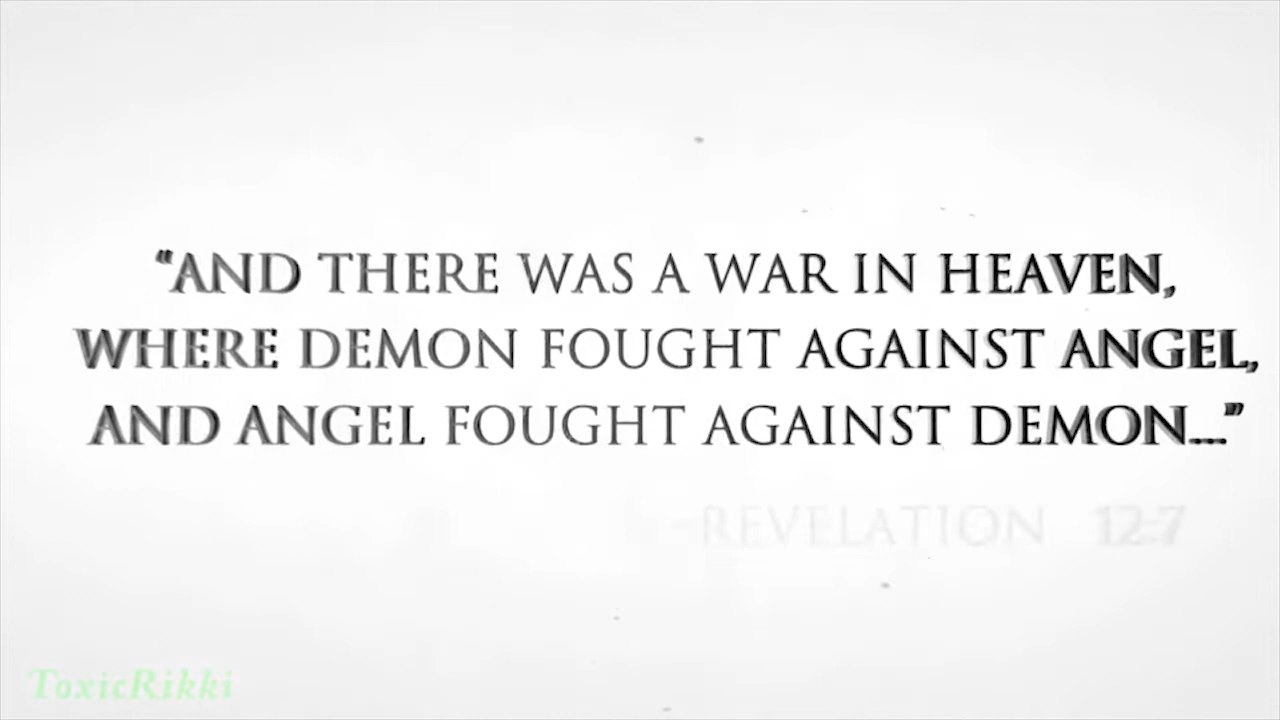 “AND THERE WAS A WAR IN HEAVEN,
WHERE DEMON FOUGHT AGAINST ANGEL,
AND ANGEL FOUGHT AGAINST DEMON...”
-REVELATION 12:7
ToxicRikki